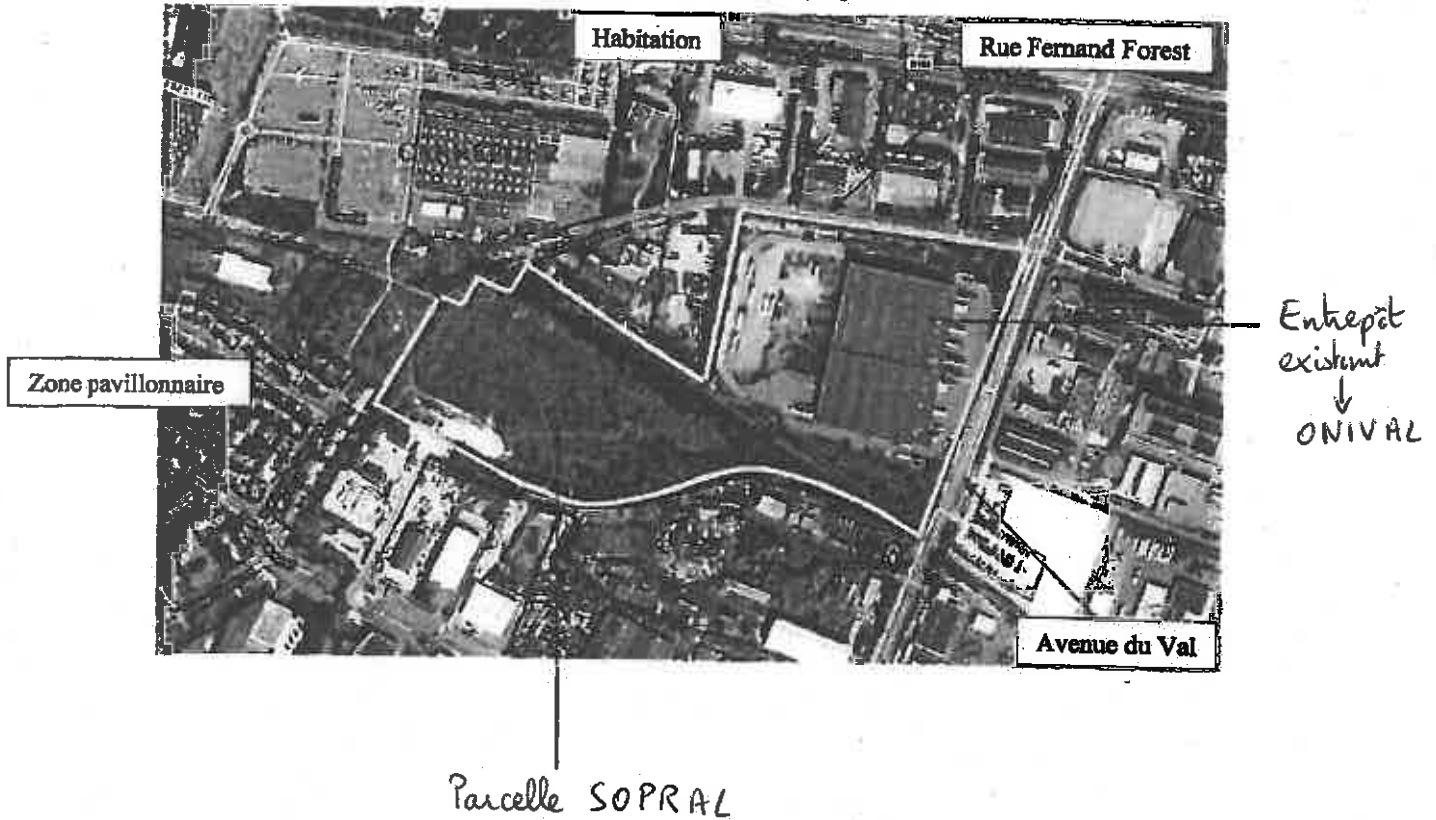 Habitation
Rue Fernand Forest
Entrepôt
existant
↓
ONIVAL
Zone pavillonnaire
Avenue du Val
Parcelle SOPRAL